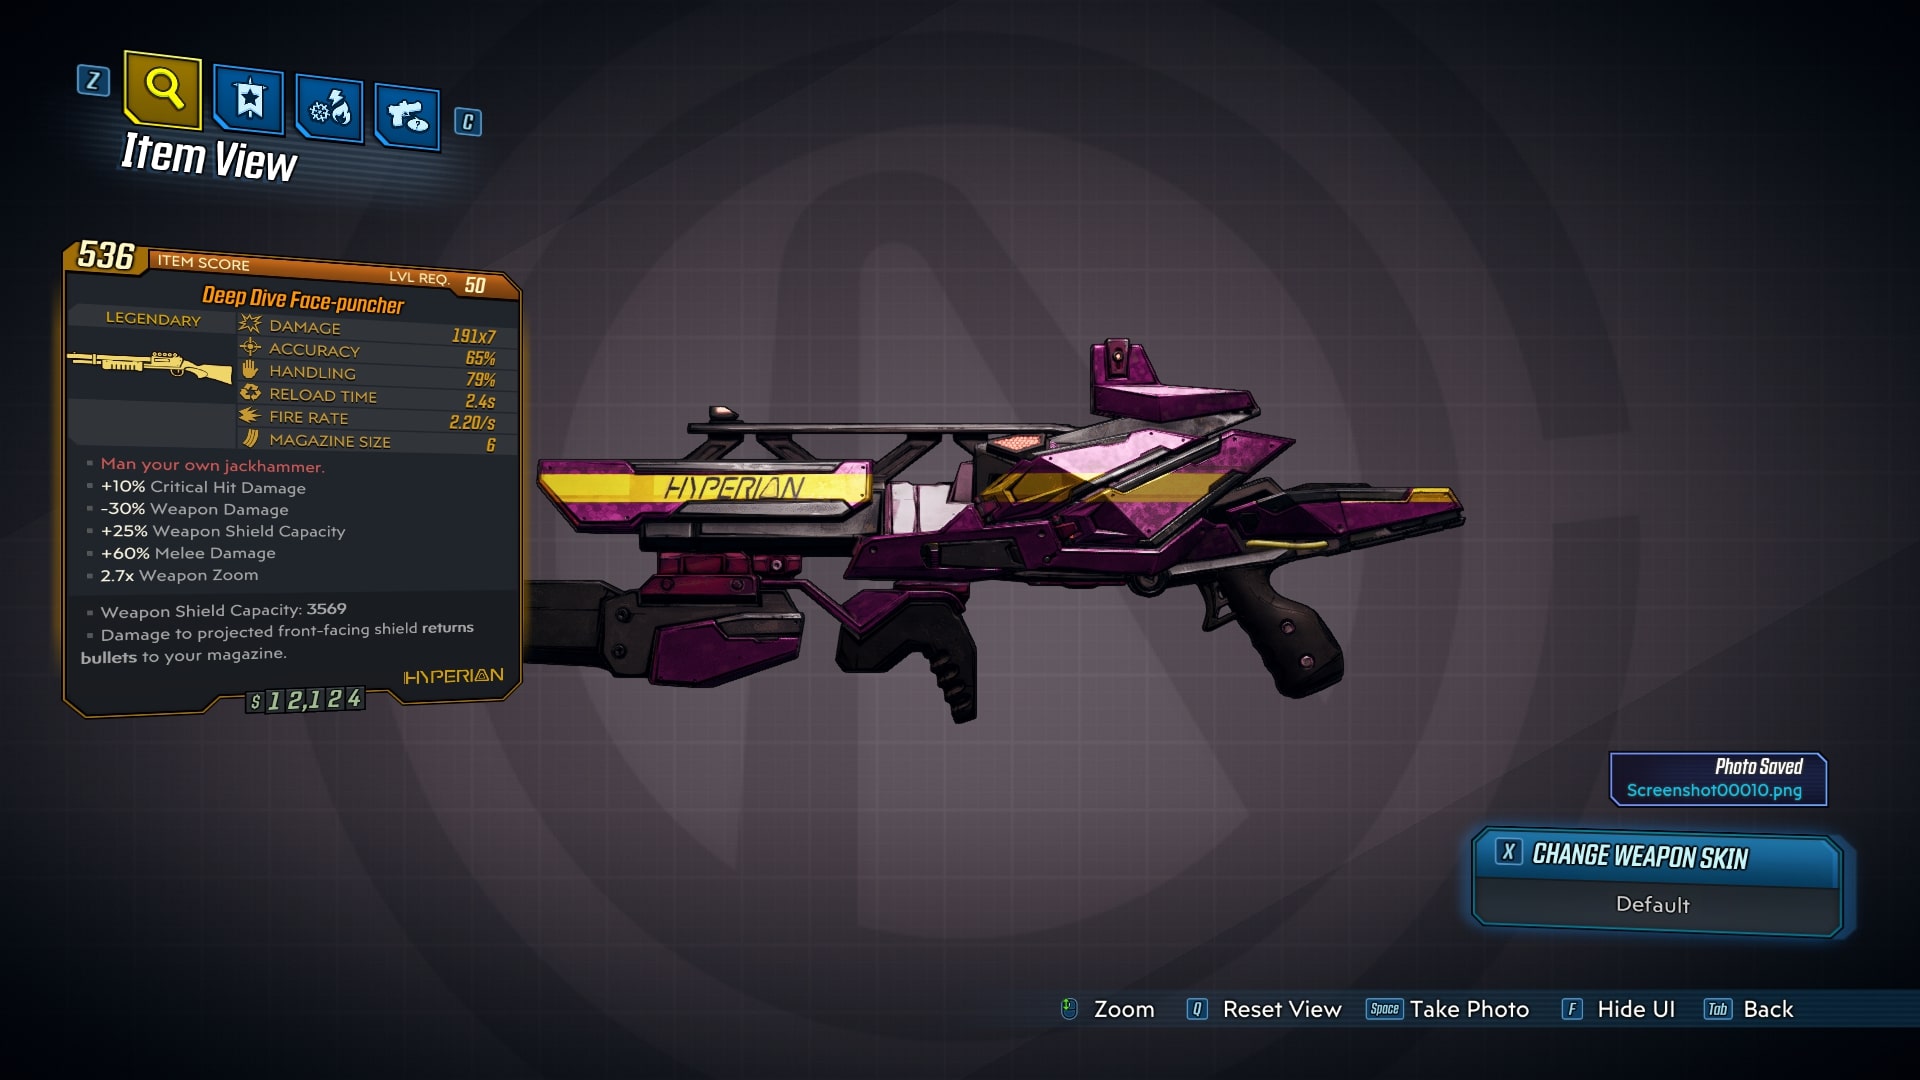 Z
C
Item View
536 ITEM SCORE LVL REQ. 50
Deep Dive Face-puncher
LEGENDARY
DAMAGE 191x7
ACCURACY 65%
HANDLING 79%
RELOAD TIME 2.4s
FIRE RATE 2.20/s
MAGAZINE SIZE 6
Man your own jackhammer.
+10% Critical Hit Damage
-30% Weapon Damage
+25% Weapon Shield Capacity
+60% Melee Damage
2.7x Weapon Zoom
Weapon Shield Capacity: 3569
Damage to projected front-facing shield returns
bullets to your magazine.
HYPERION
$12,124
HYPERION
Photo Saved
Screenshot00010.png
X CHANGE WEAPON SKIN
Default
Zoom Q Reset View Space Take Photo F Hide UI Tab Back